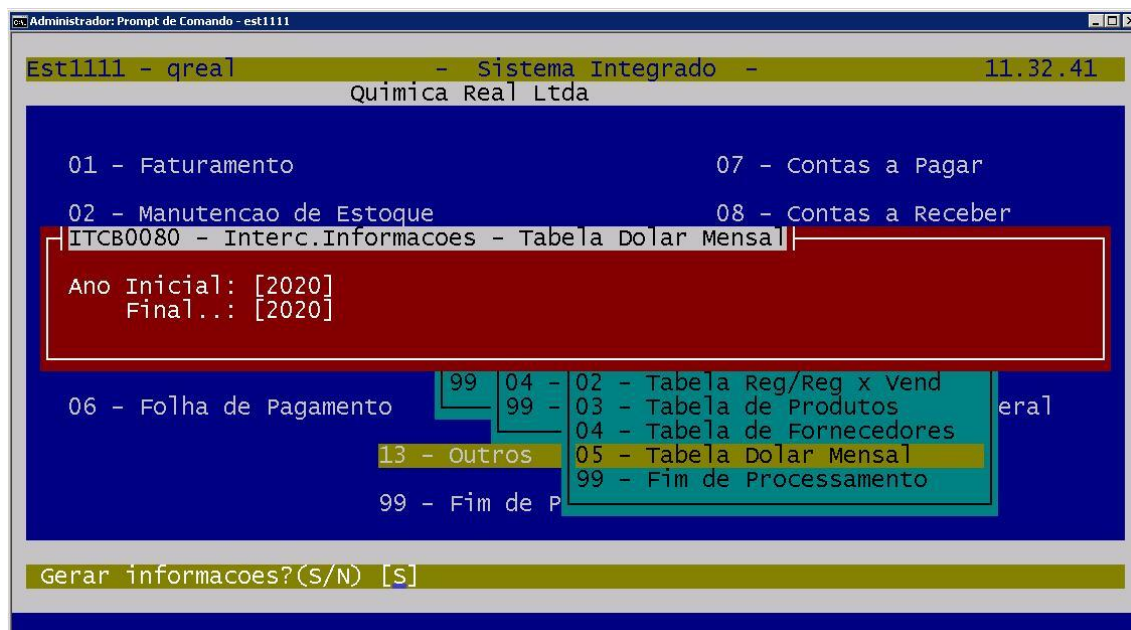 Administrador: Prompt de Comando - est1111
Est1111 - qreal - Sistema Integrado - 11.32.41
Quimica Real Ltda
01 - Faturamento 07 - Contas a Pagar
02 - Manutencao de Estoque 08 - Contas a Receber
ITCB0080 - Interc.Informacoes - Tabela Dolar Mensal
Ano Inicial: [2020]
Final..: [2020]
99 04 - 02 - Tabela Reg/Reg x Vend
06 - Folha de Pagamento 99 - 03 - Tabela de Produtos eral
04 - Tabela de Fornecedores
13 - Outros 05 - Tabela Dolar Mensal
99 - Fim de Processamento
99 - Fim de P
Gerar informacoes?(S/N) [S]